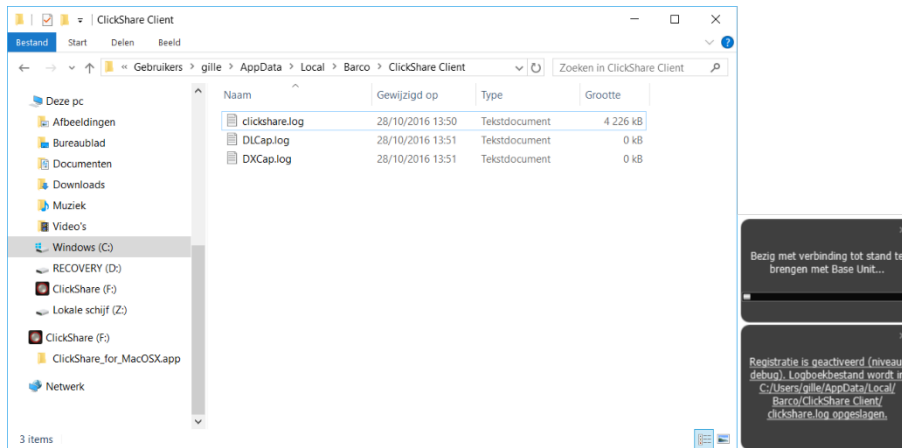 ClickShare Client
Bestand Start Delen Beeld
« Gebruikers > gille > AppData > Local > Barco > ClickShare Client
Zoeken in ClickShare Client
Deze pc
Afbeeldingen
Bureaublad
Documenten
Downloads
Muziek
Video's
Windows (C:)
RECOVERY (D:)
ClickShare (F:)
Lokale schijf (Z:)
ClickShare (F:)
ClickShare_for_MacOSX.app
Netwerk
Naam Gewijzigd op Type Grootte
clickshare.log 28/10/2016 13:50 Tekstdocument 4 226 kB
DLCap.log 28/10/2016 13:51 Tekstdocument 0 kB
DXCap.log 28/10/2016 13:51 Tekstdocument 0 kB
3 items
Bezig met verbinding tot stand te
brengen met Base Unit...
Registratie is geactiveerd (niveau
debug). Logboekbestand wordt in
C:/Users/gille/AppData/Local/
Barco/ClickShare Client/
clickshare.log opgeslagen.